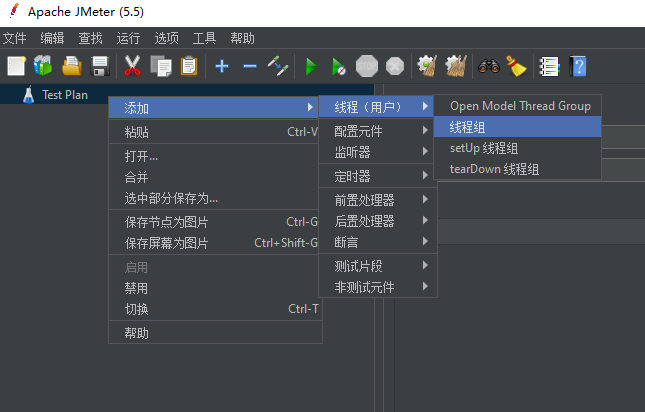 Apache JMeter (5.5)
文件 编辑 查找 运行 选项 工具 帮助
Test Plan
添加
粘贴 Ctrl-V
打开...
合并
选中部分保存为...
保存节点为图片 Ctrl-G
保存屏幕为图片 Ctrl+Shift-G
启用
禁用
切换 Ctrl-T
帮助
线程（用户）
配置元件
监听器
定时器
前置处理器
后置处理器
断言
测试片段
非测试元件
Open Model Thread Group
线程组
setUp 线程组
tearDown 线程组